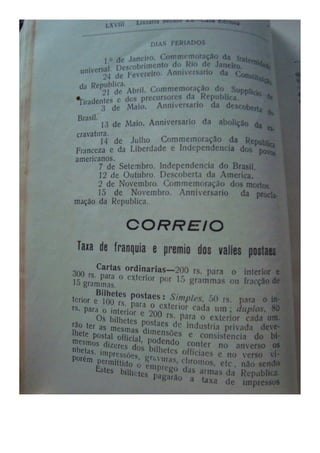 LXVIII Livraria Seculo XX—Casa Editora
DIAS FERIADOS
1.º de Janeiro. Commemoração da fraternidade
universal. Descobrimento do Rio de Janeiro.
24 de Fevereiro. Anniversario da Constituição
da Republica.
21 de Abril. Commemoração do Supplicio de
Tiradentes e dos precursores da Republica.
3 de Maio. Anniversario da descoberta do
Brasil.
13 de Maio. Anniversario da abolição da es-
cravatura.
14 de Julho Commemoração da Republica
Franceza e da Liberdade e Independencia dos povos
americanos.
7 de Setembro. Independencia do Brasil.
12 de Outubro. Descoberta da America.
2 de Novembro. Commemoração dos mortos.
15 de Novembro. Anniversario da procla-
mação da Republica.
CORREIO
Taxa de franquia e premio dos valles postaes
Cartas ordinarias—200 rs. para o interior e
300 rs. para o exterior por 15 grammas ou fracção de
15 grammas.
Bilhetes postaes: Simples, 50 rs. para o in-
terior e 100 rs. para o exterior cada um; duplos, 80
rs. para o interior e 200 rs. para o exterior cada um.
Os bilhetes postaes de industria privada deve-
rão ter as mesmas dimensões e consistencia do bi-
lhete postal official, podendo conter no anverso os
mesmos dizeres dos bilhetes officiaes e no verso vi-
nhetas, impressões, gravuras, chromos, etc., não sendo
porém permittido o emprego das armas da Republica.
Estes bilhetes pagarão a taxa de impressos